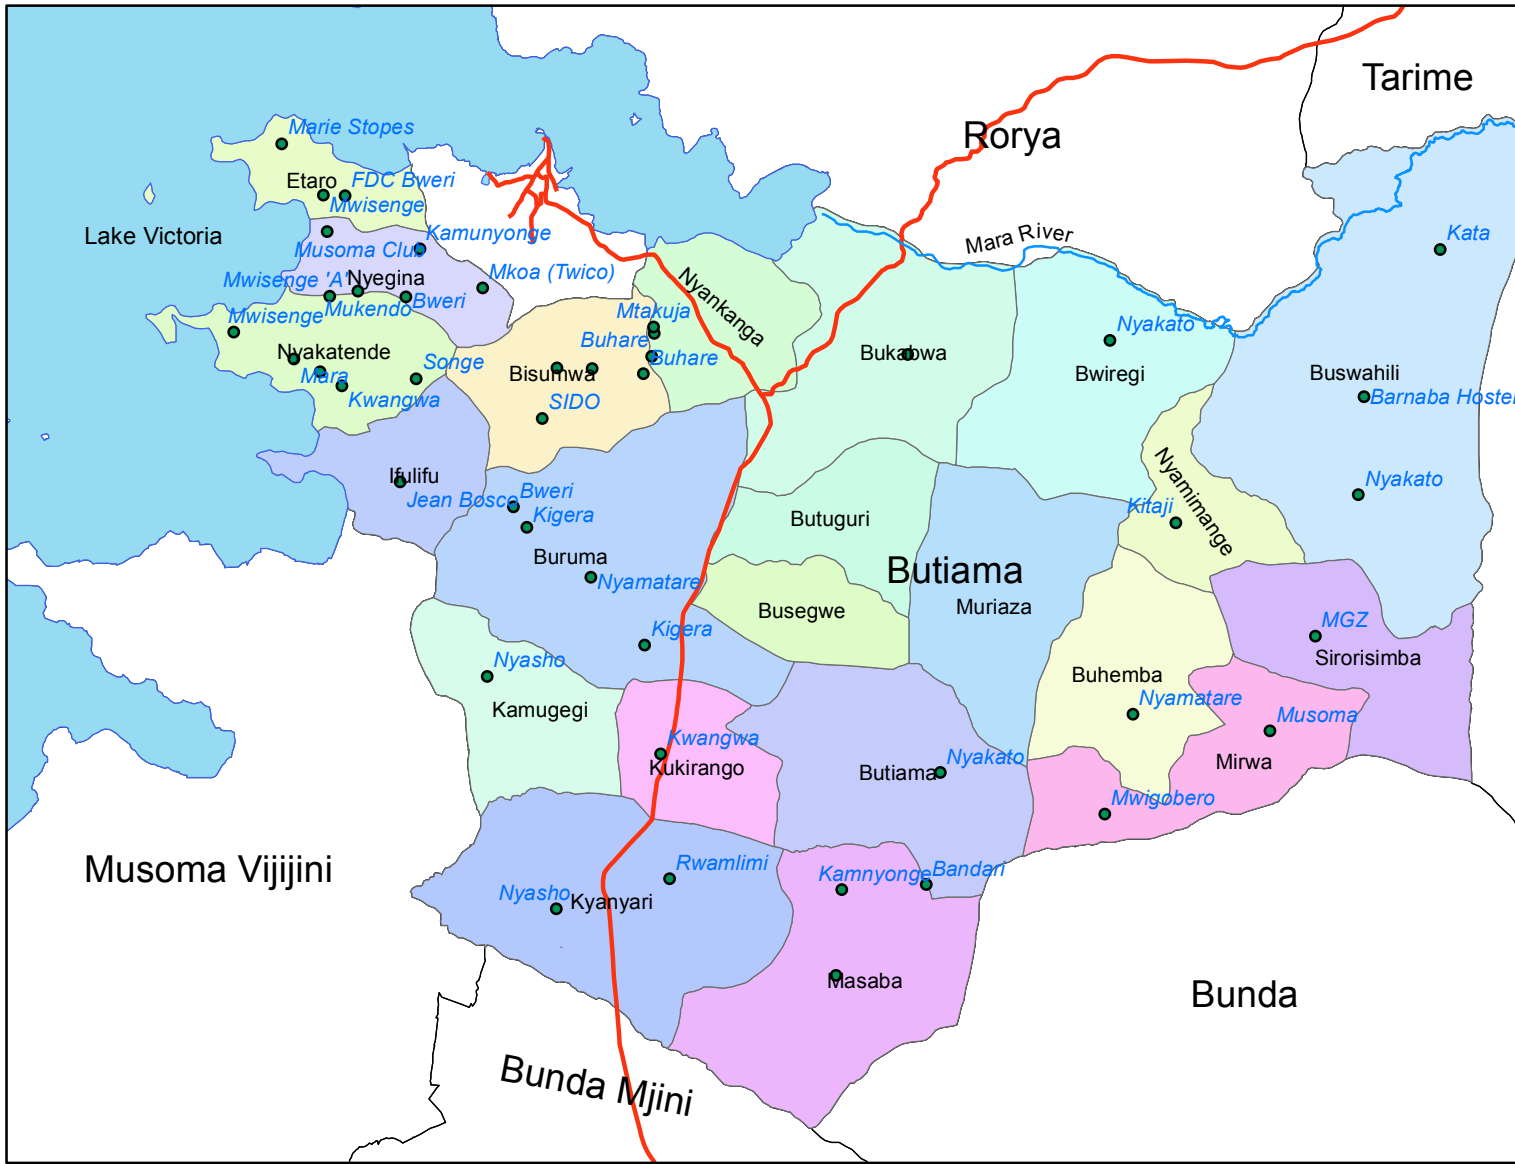 Tarime
Rorya
Marie Stopes
Etaro
FDC Bweri
Mwisenge
Lake Victoria
Musoma Club
Kamunyonge
Mara River
Kata
Mwisenge 'A'
Nyegina
Mkoa (Twico)
Mukendo
Bweri
Nyankanga
Mwisenge
Mtakuja
Nyakato
Buhare
Buhare
Nyakatende
Songe
Bukabwa
Bwiregi
Buswahili
Mara
Bisumwa
Kwangwa
SIDO
Barnaba Hostel
Ifulifu
Jean Bosco
Bweri
Kigera
Nyamimange
Nyakato
Kitaji
Butuguri
Buruma
Nyamatare
Butiama
Muriaza
Busegwe
Kigera
MGZ
Sirorisimba
Nyasho
Buhemba
Kamugegi
Nyamatare
Musoma
Kwangwa
Kukirango
Butiama
Nyakato
Mirwa
Mwigobero
Musoma Vijijini
Rwamlimi
Kamnyonge
Bandari
Nyasho
Kyanyari
Masaba
Bunda
Bunda Mjini